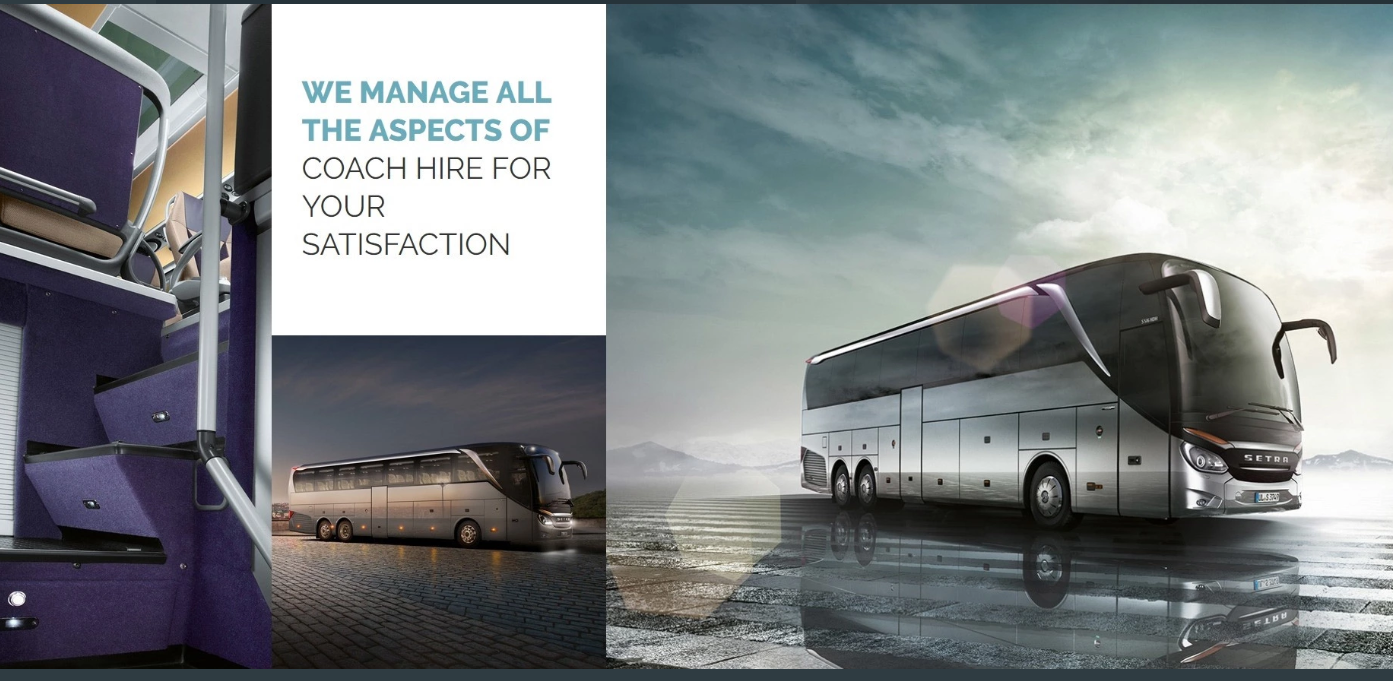 WE MANAGE ALL
THE ASPECTS OF
COACH HIRE FOR
YOUR
SATISFACTION
SETRA